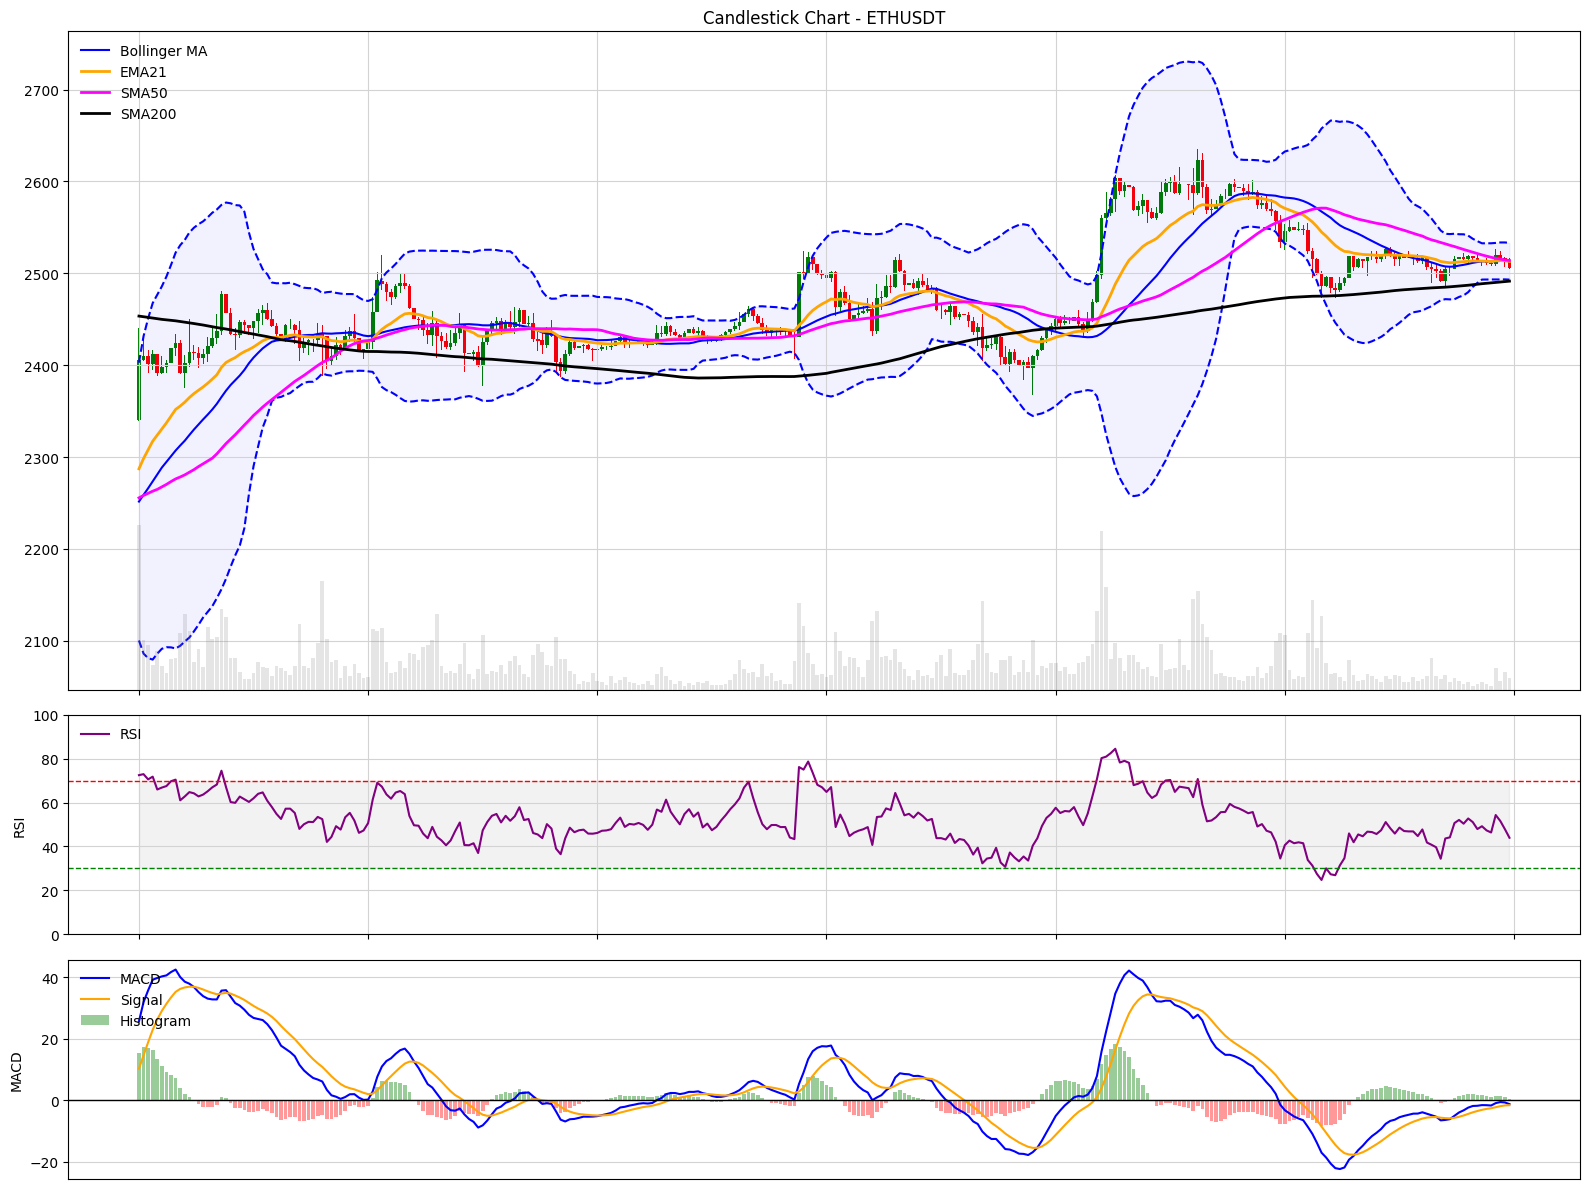 Candlestick Chart - ETHUSDT
Bollinger MA
EMA21
SMA50
SMA200
2700
2600
2500
2400
2300
2200
2100
RSI
100
80
60
40
20
0
RSI
MACD
Signal
Histogram
40
20
0
−20
MACD